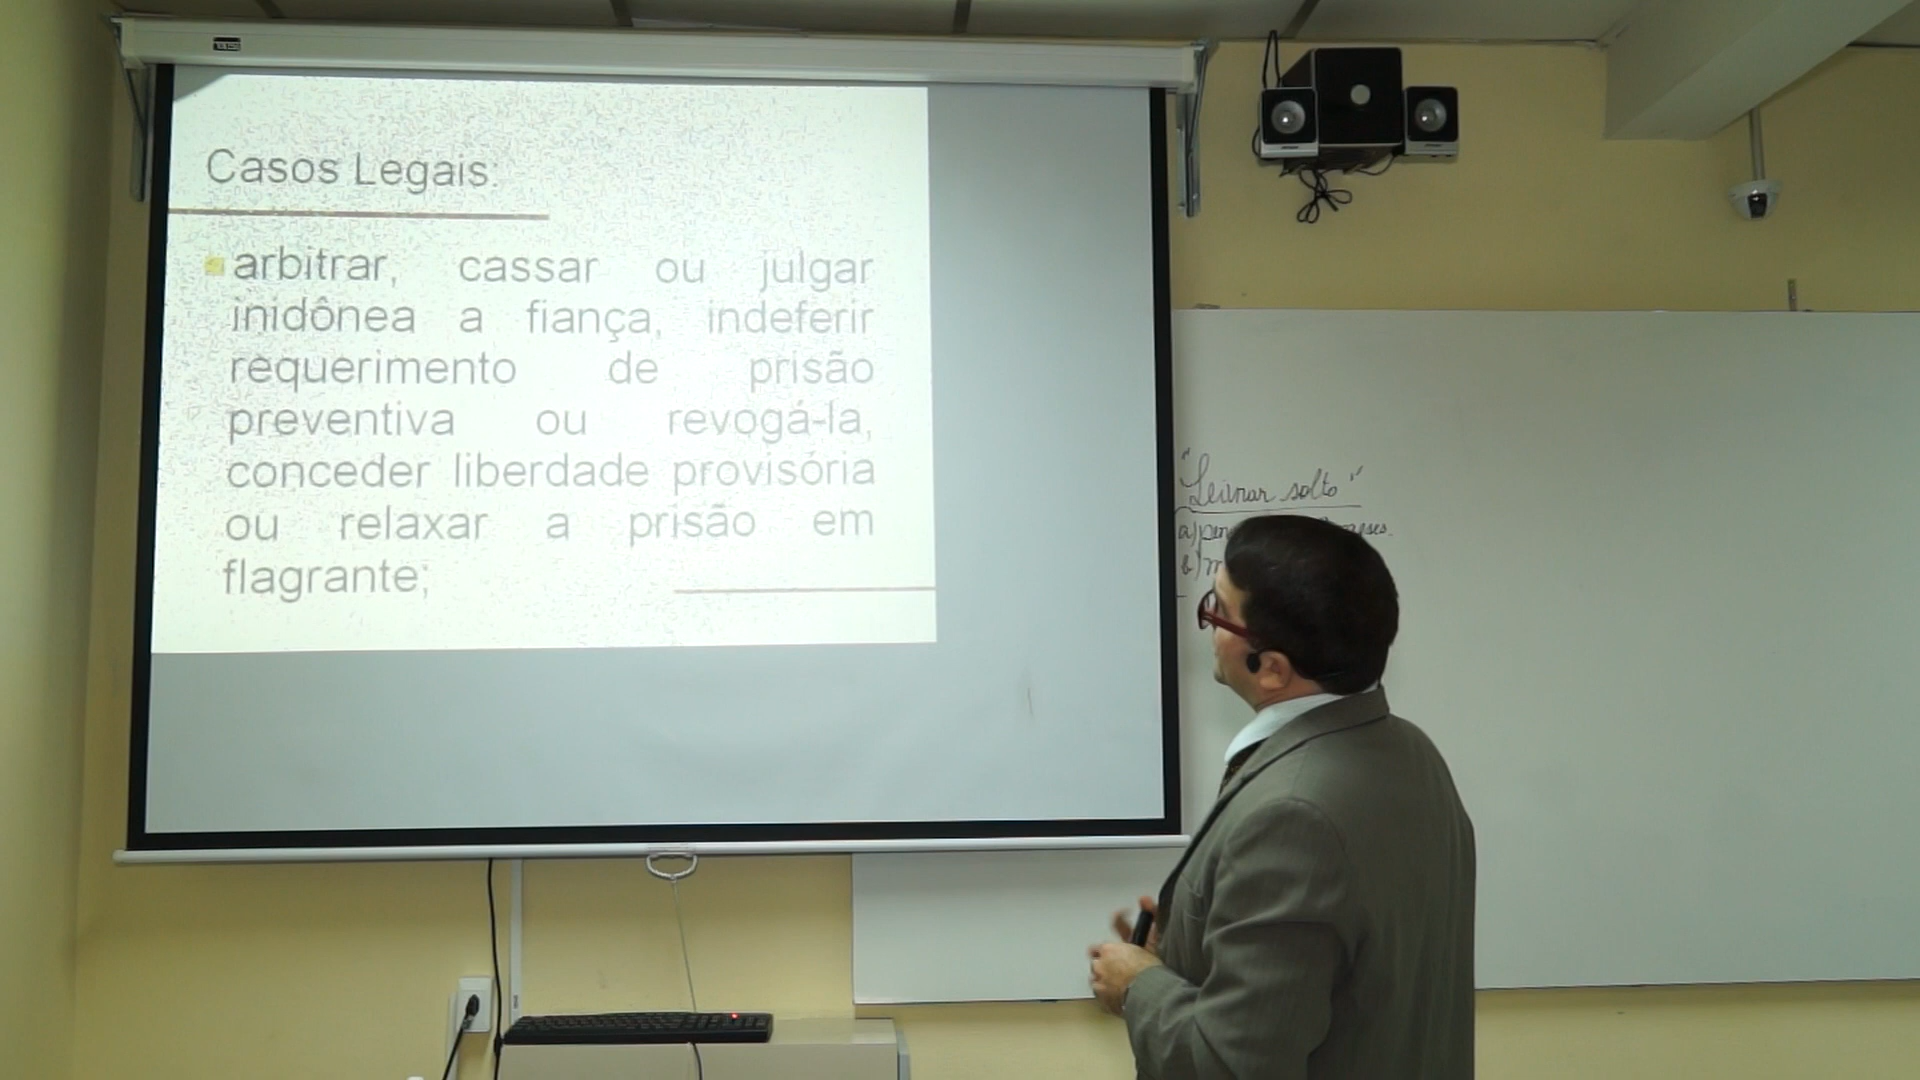 Casos Legais:
arbitrar, cassar ou julgar
inidônea a fiança, indeferir
requerimento de prisão
preventiva ou revogá-la,
conceder liberdade provisória
ou relaxar a prisão em
flagrante;
solto"
a)
b)